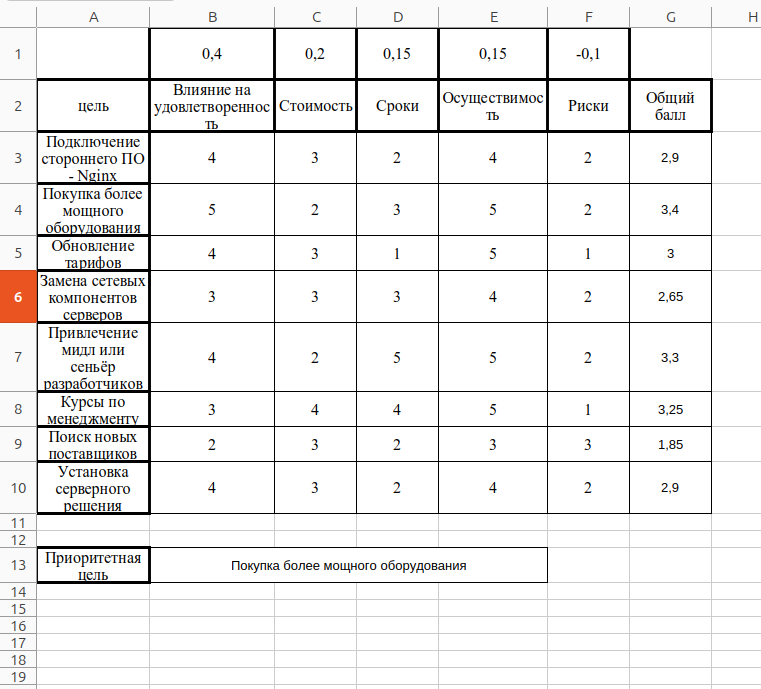 A B C D E F G H
1 0,4 0,2 0,15 0,15 -0,1
Влияние на
удовлетвореннос
ть
2 цель Стоимость Сроки Осуществимос
ть Риски Общий
балл
Подключение
стороннего ПО
- Nginx
3 4 3 2 4 2 2,9
Покупка более
мощного
оборудования
4 5 2 3 5 2 3,4
Обновление
тарифов
5 4 3 1 5 1 3
Замена сетевых
компонентов
серверов
6 3 3 3 4 2 2,65
Привлечение
мидл или
сеньёр
разработчиков
7 4 2 5 5 2 3,3
Курсы по
менеджменту
8 3 4 4 5 1 3,25
Поиск новых
поставщиков
9 2 3 2 3 3 1,85
Установка
серверного
решения
10 4 3 2 4 2 2,9
11
12
Приоритетная
цель
13 Покупка более мощного оборудования
14
15
16
17
18
19